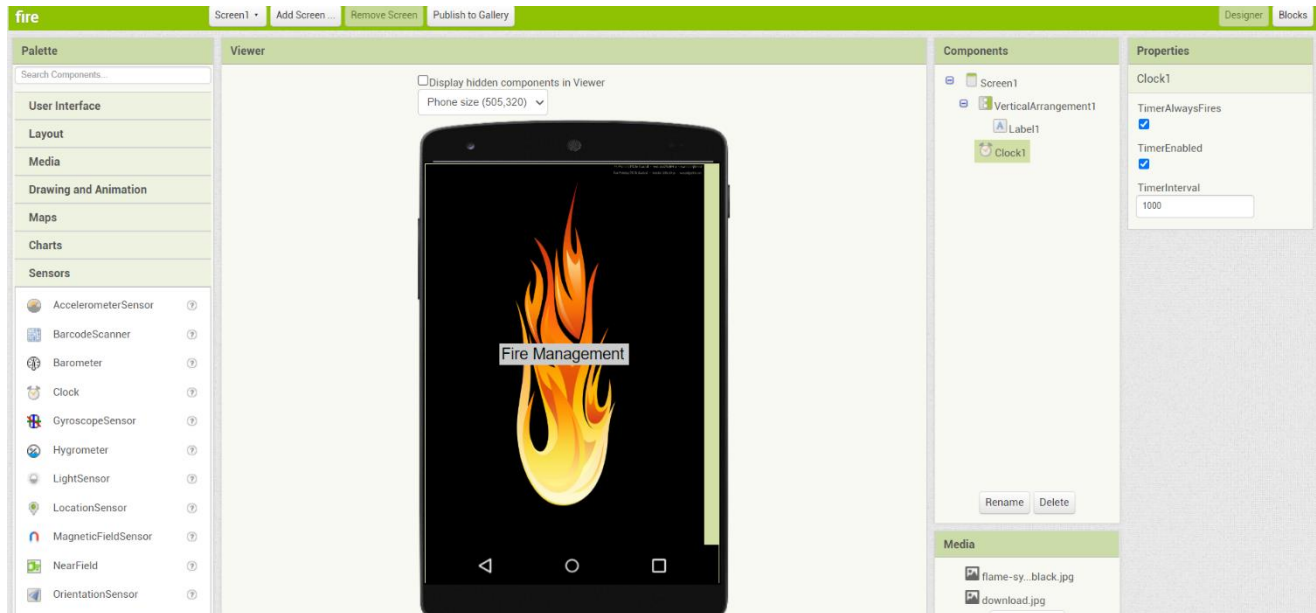 fire
Screen1
Add Screen ...
Remove Screen
Publish to Gallery
Designer
Blocks
Palette
Search Components...
User Interface
Layout
Media
Drawing and Animation
Maps
Charts
Sensors
AccelerometerSensor
BarcodeScanner
Barometer
Clock
GyroscopeSensor
Hygrometer
LightSensor
LocationSensor
MagneticFieldSensor
NearField
OrientationSensor
Viewer
Display hidden components in Viewer
Phone size (505,320)
Fire Management
Components
Screen1
VerticalArrangement1
A Label1
Clock1
Rename
Delete
Media
flame-sy...black.jpg
download.jpg
Properties
Clock1
TimerAlwaysFires
TimerEnabled
TimerInterval
1000